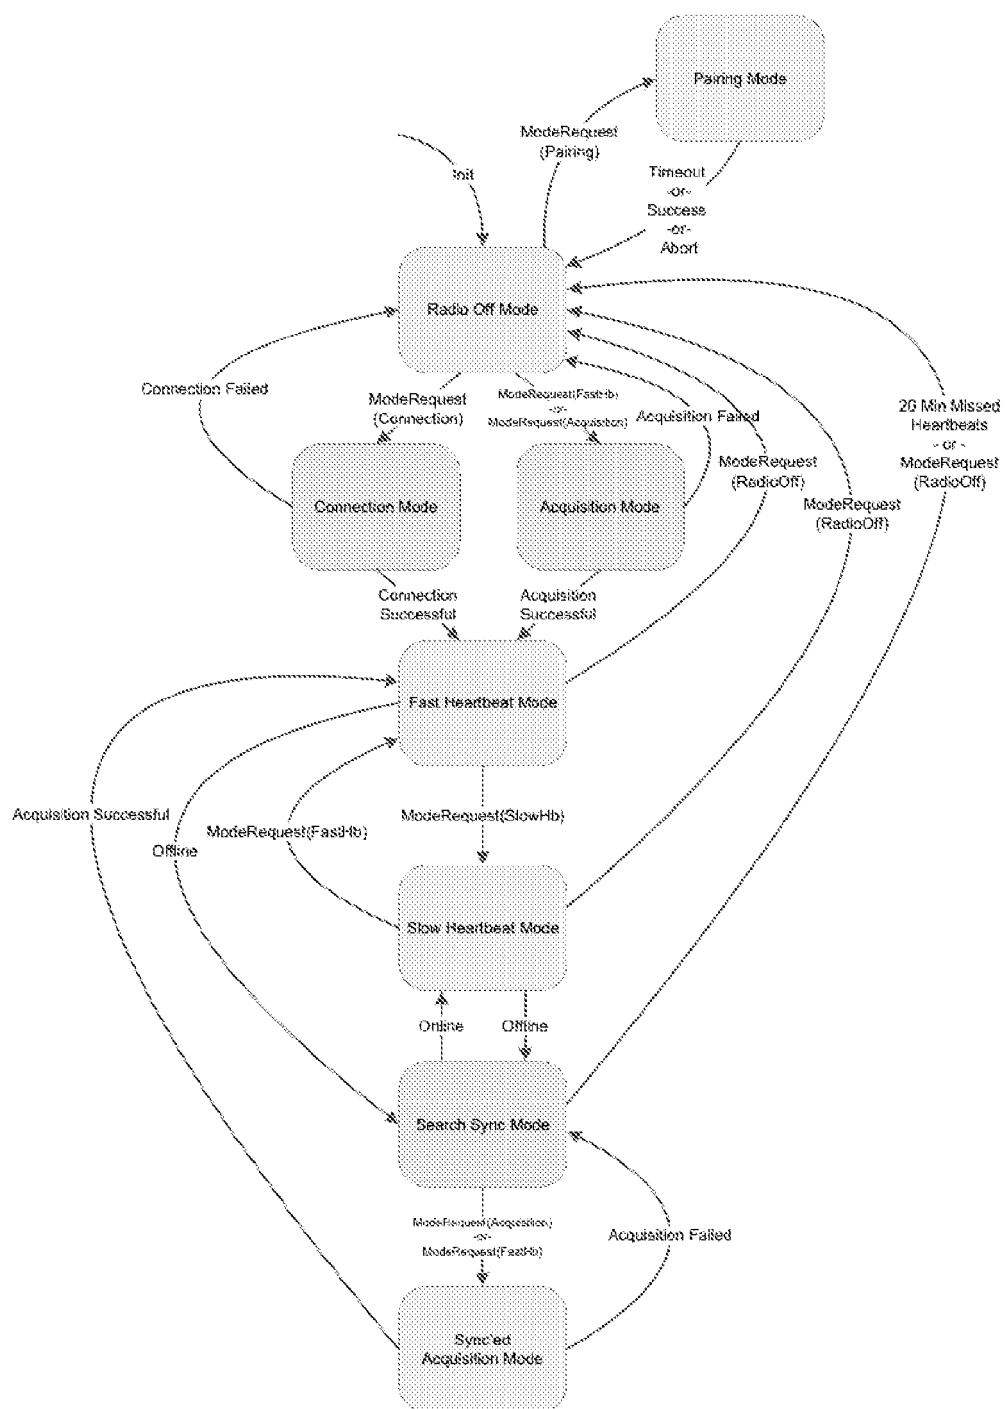 Pairing Mode
ModeRequest
(Pairing)
Init
Timeout
-or-
Success
-or-
Abort
Radio Off Mode
Connection Failed
ModeRequest
(Connection)
ModeRequest(FastHb)
-or-
ModeRequest(Acquisition)
Acquisition Failed
20 Min Missed
Heartbeats
- or -
ModeRequest
(RadioOff)
ModeRequest
(RadioOff)
ModeRequest
(RadioOff)
Connection Mode
Acquisition Mode
Connection
Successful
Acquisition
Successful
Fast Heartbeat Mode
Acquisition Successful
Offline
ModeRequest(FastHb)
ModeRequest(SlowHb)
Slow Heartbeat Mode
Online
Offline
Search Sync Mode
ModeRequest(Acquisition)
-or-
ModeRequest(FastHb)
Acquisition Failed
Sync'ed
Acquisition Mode